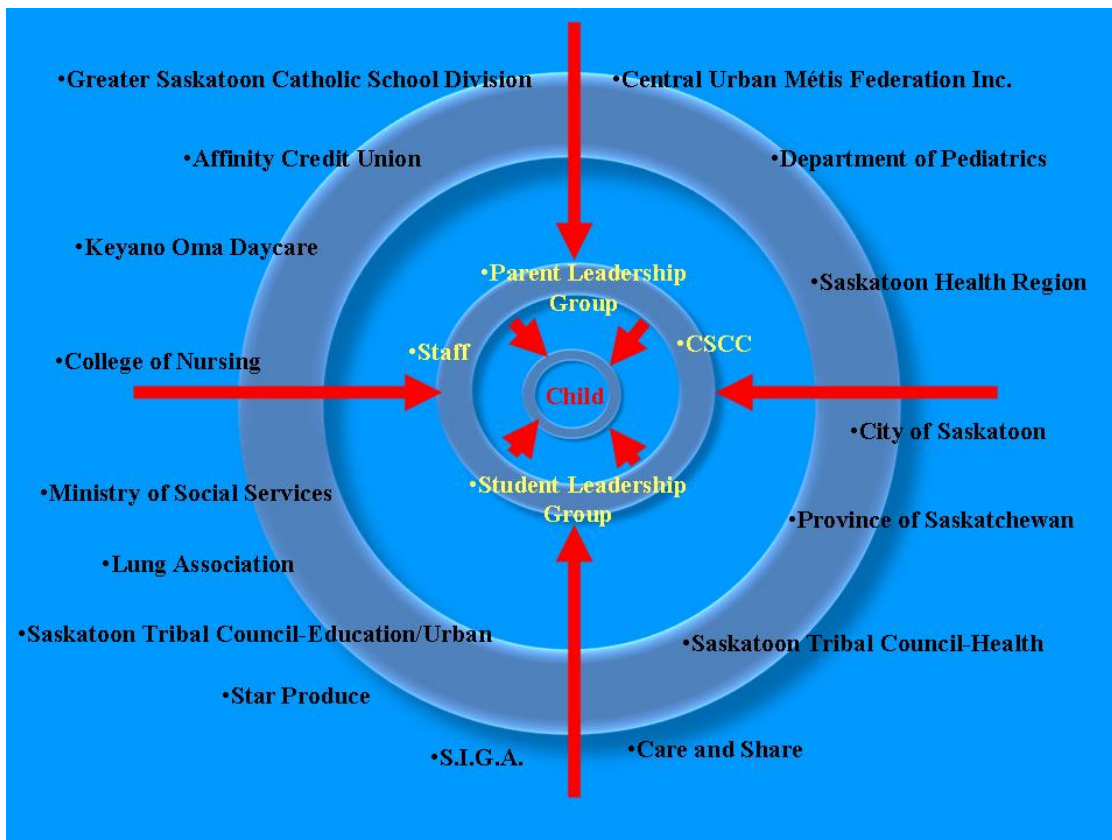 •Greater Saskatoon Catholic School Division
•Central Urban Métis Federation Inc.
•Affinity Credit Union
•Department of Pediatrics
•Keyano Oma Daycare
•Parent Leadership
Group
•Saskatoon Health Region
•Staff
•CSCC
•College of Nursing
Child
•City of Saskatoon
•Ministry of Social Services
•Student Leadership
Group
•Province of Saskatchewan
•Lung Association
•Saskatoon Tribal Council-Education/Urban
•Saskatoon Tribal Council-Health
•Star Produce
•S.I.G.A.
•Care and Share